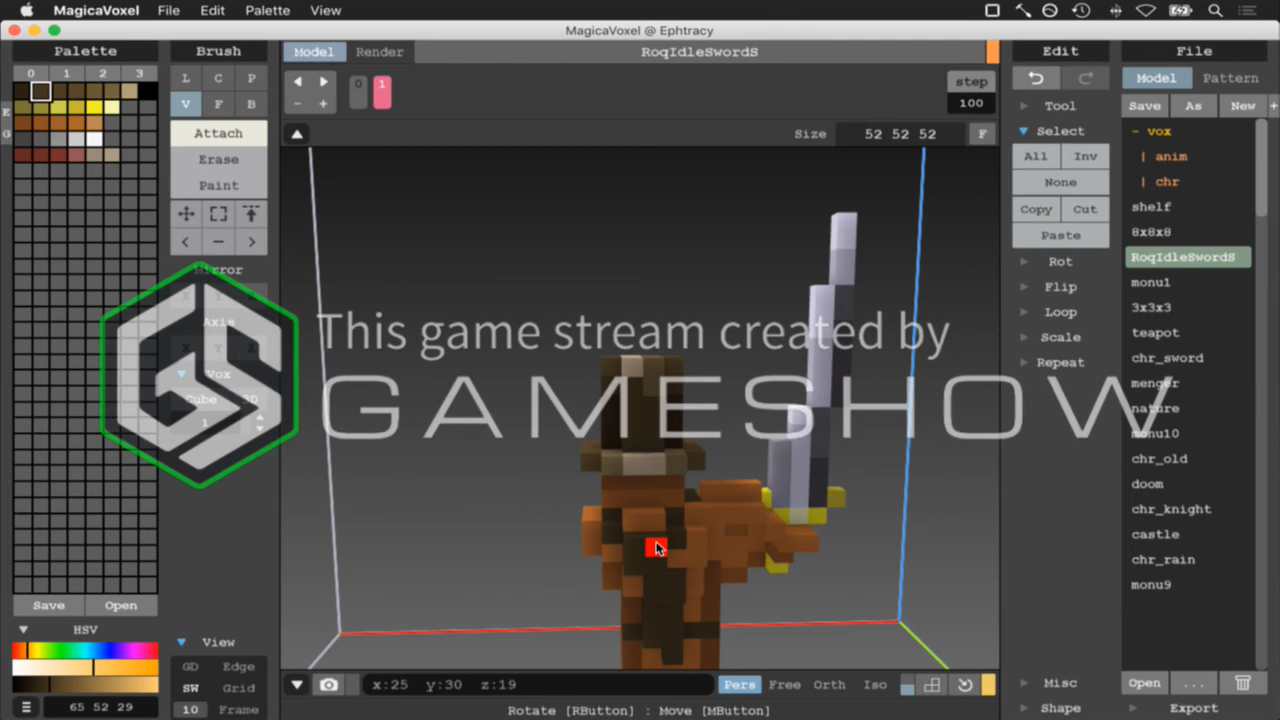 MagicaVoxel File Edit Palette View
MagicaVoxel @ Ephtracy
Palette Brush Model Render RoqIdleSwordS Edit File
0 1 2 3
L C P
V F B
Attach
Erase
Paint
Mirror
Axis
Vox
Cube 3D
1
0 1
step
100
Size 52 52 52 F
Tool
Select
All Inv
None
Copy Cut
Paste
Rot
Flip
Loop
Scale
Repeat
Model Pattern
Save As New +
- vox
| anim
| chr
shelf
8x8x8
RoqIdleSwordS
monu1
3x3x3
teapot
chr_sword
menger
nature
monu10
chr_old
doom
chr_knight
castle
chr_rain
monu9
This game stream created by
GAMESHOW
Save Open
HSV
65 52 29
View
GD Edge
SW Grid
10 Frame
x:25 y:30 z:19
Pers Free Orth Iso
Rotate [RButton] : Move [MButton]
Misc
Shape
Open ...
Export